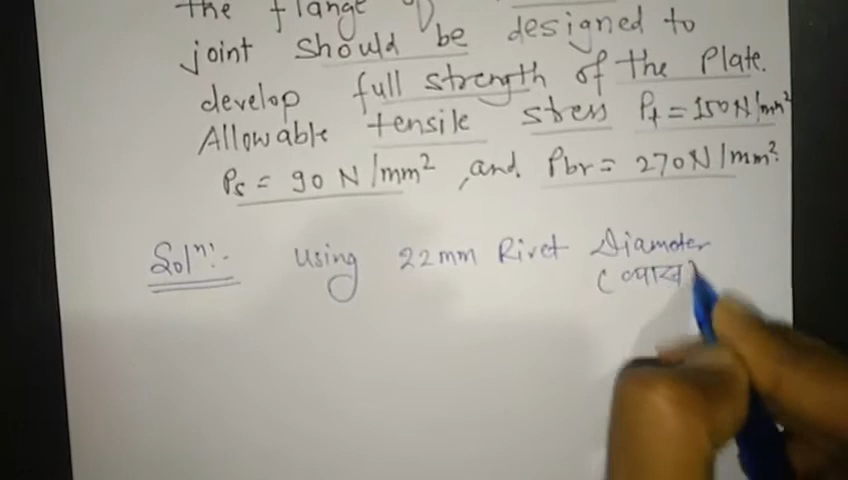 the flange of
joint should be designed to
develop full strength of the Plate.
Allowable tensile stress Pt = 150 N/mm²
Ps = 90 N/mm², and Pbr = 270 N/mm².
Solⁿ:- Using 22mm Rivet Diameter
(व्यास)